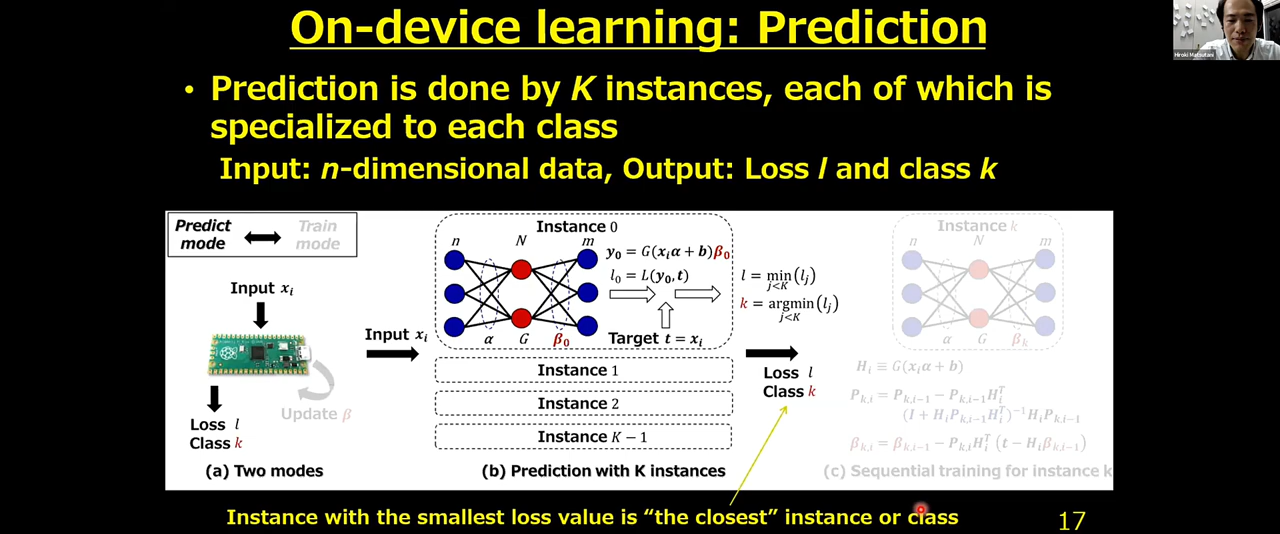 On-device learning: Prediction
Hiroki Matsutani
• Prediction is done by K instances, each of which is
specialized to each class
Input: n-dimensional data, Output: Loss l and class k
Predict
mode
Train
mode
Input xᵢ
Update β
Loss l
Class k
(a) Two modes
Input xᵢ
Instance 0
n N m
α G β₀
y₀ = G(xᵢα + b)β₀
l₀ = L(y₀, t)
Target t = xᵢ
Instance 1
Instance 2
Instance K − 1
(b) Prediction with K instances
l = min (lⱼ)
j<K
k = argmin (lⱼ)
j<K
Loss l
Class k
Instance k
n N m
α G βₖ
Hᵢ ≡ G(xᵢα + b)
Pₖ,ᵢ = Pₖ,ᵢ₋₁ − Pₖ,ᵢ₋₁Hᵢᵀ
(I + HᵢPₖ,ᵢ₋₁Hᵢᵀ)⁻¹HᵢPₖ,ᵢ₋₁
βₖ,ᵢ = βₖ,ᵢ₋₁ − Pₖ,ᵢHᵢᵀ (t − Hᵢβₖ,ᵢ₋₁)
(c) Sequential training for instance k
Instance with the smallest loss value is “the closest” instance or class
17